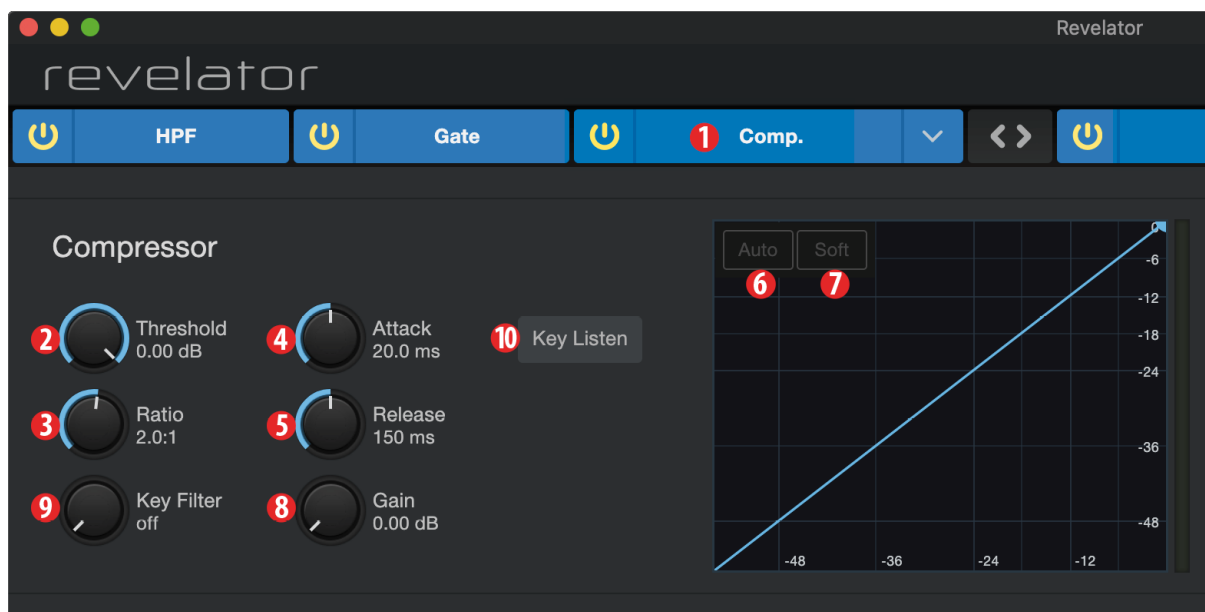 Revelator
revelator
HPF
Gate
1 Comp.
Compressor
2 Threshold
0.00 dB
4 Attack
20.0 ms
10 Key Listen
3 Ratio
2.0:1
5 Release
150 ms
9 Key Filter
off
8 Gain
0.00 dB
Auto
Soft
6
7
0
-6
-12
-18
-24
-36
-48
-48
-36
-24
-12